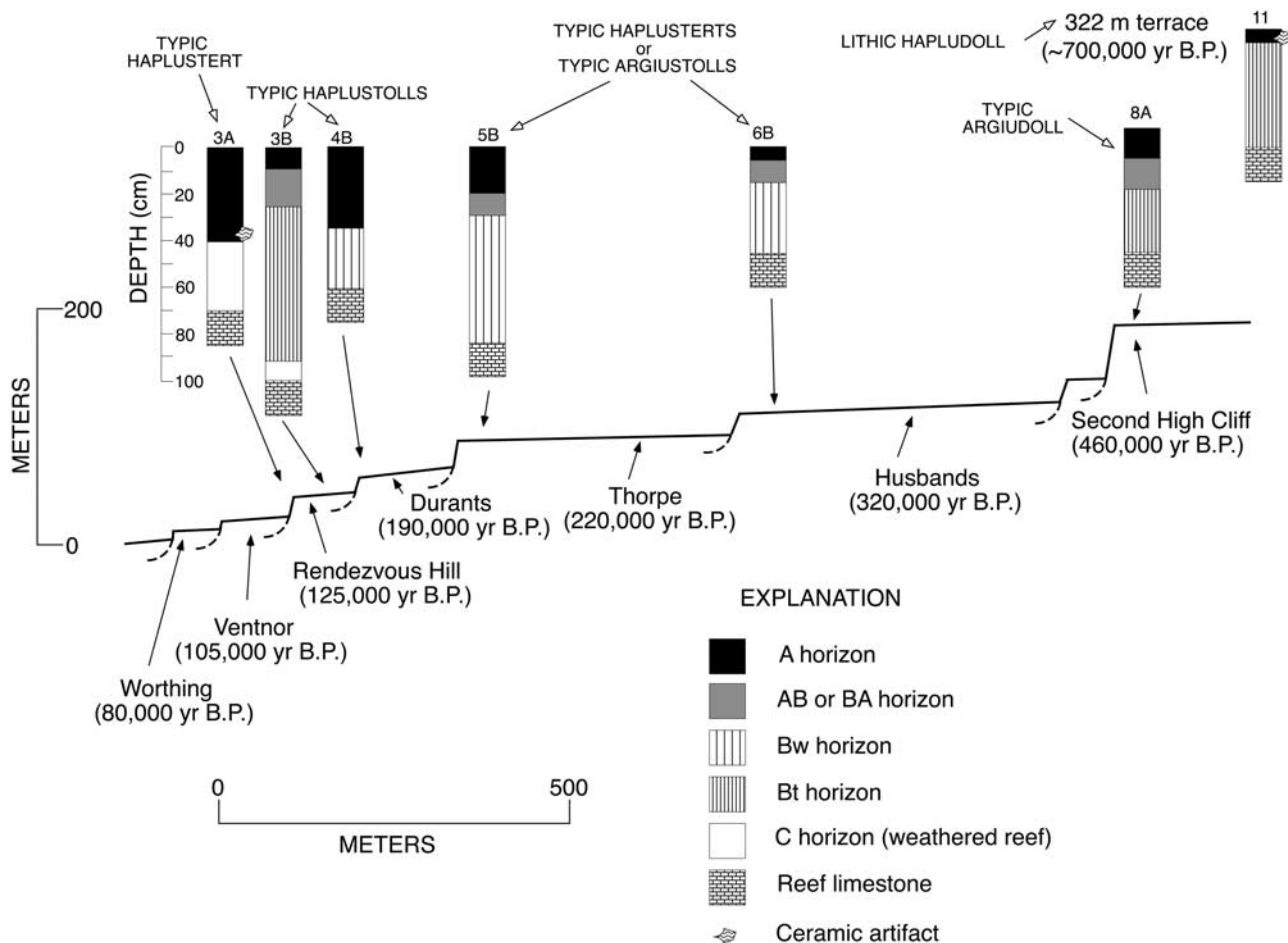 TYPIC
HAPLUSTERT
TYPIC HAPLUSTOLLS
TYPIC HAPLUSTERTS
or
TYPIC ARGIUSTOLLS
LITHIC HAPLUDOLL
322 m terrace
(~700,000 yr B.P.)
11
TYPIC
ARGIUDOLL
8A
3A
3B
4B
5B
6B
DEPTH (cm)
0
20
40
60
80
100
METERS
200
0
Second High Cliff
(460,000 yr B.P.)
Husbands
(320,000 yr B.P.)
Thorpe
(220,000 yr B.P.)
Durants
(190,000 yr B.P.)
Rendezvous Hill
(125,000 yr B.P.)
Ventnor
(105,000 yr B.P.)
Worthing
(80,000 yr B.P.)
0
500
METERS
EXPLANATION
A horizon
AB or BA horizon
Bw horizon
Bt horizon
C horizon (weathered reef)
Reef limestone
Ceramic artifact